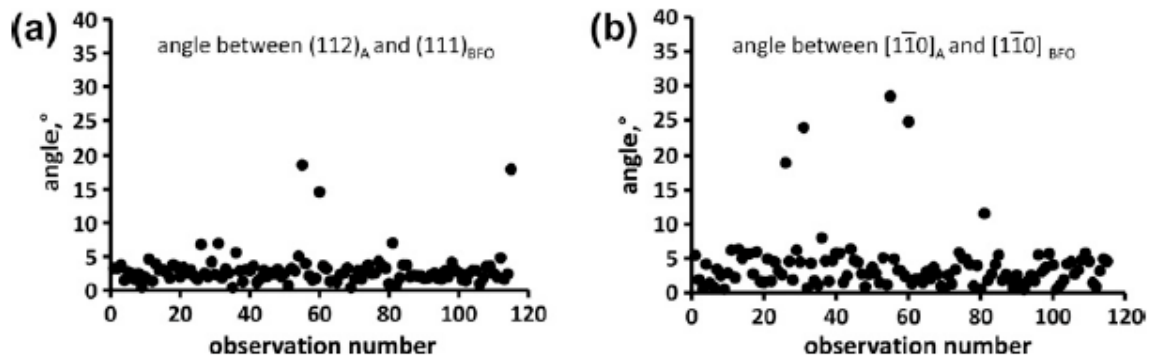 (a)
angle between (112)A and (111)BFO
40
35
30
25
20
15
10
5
0
angle,°
0 20 40 60 80 100 120
observation number
(b)
angle between [11̅0]A and [11̅0] BFO
40
35
30
25
20
15
10
5
0
angle,°
0 20 40 60 80 100 120
observation number